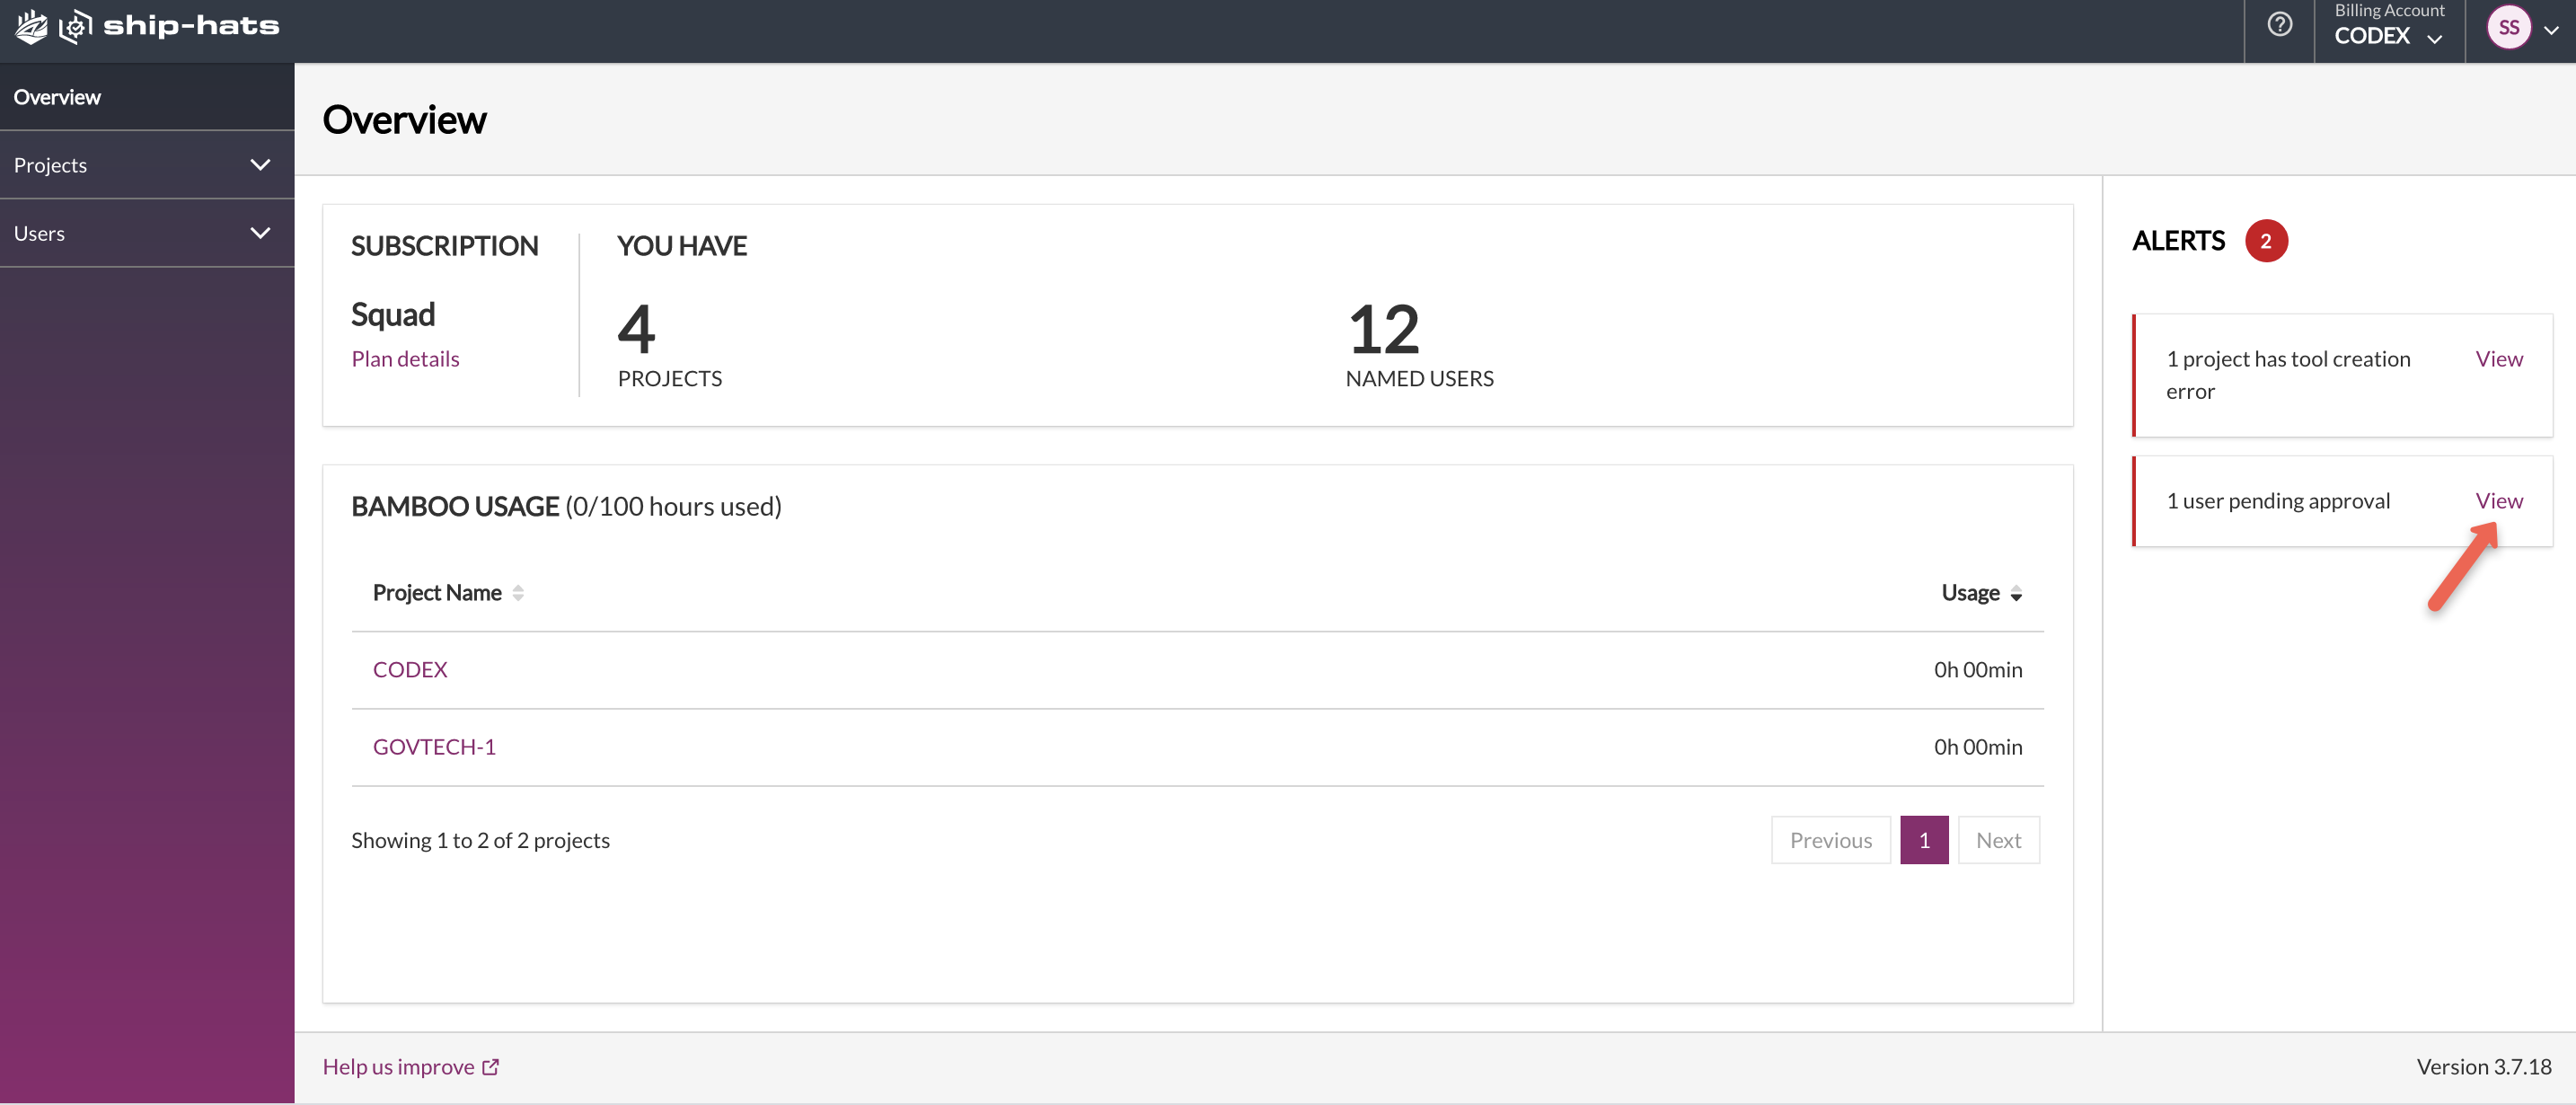 ship-hats
Billing Account
CODEX
SS
Overview
Projects
Users
Overview
SUBSCRIPTION
Squad
Plan details
YOU HAVE
4
PROJECTS
12
NAMED USERS
BAMBOO USAGE (0/100 hours used)
Project Name Usage
CODEX 0h 00min
GOVTECH-1 0h 00min
Showing 1 to 2 of 2 projects
Previous 1 Next
ALERTS 2
1 project has tool creation View
error
1 user pending approval View
Help us improve
Version 3.7.18